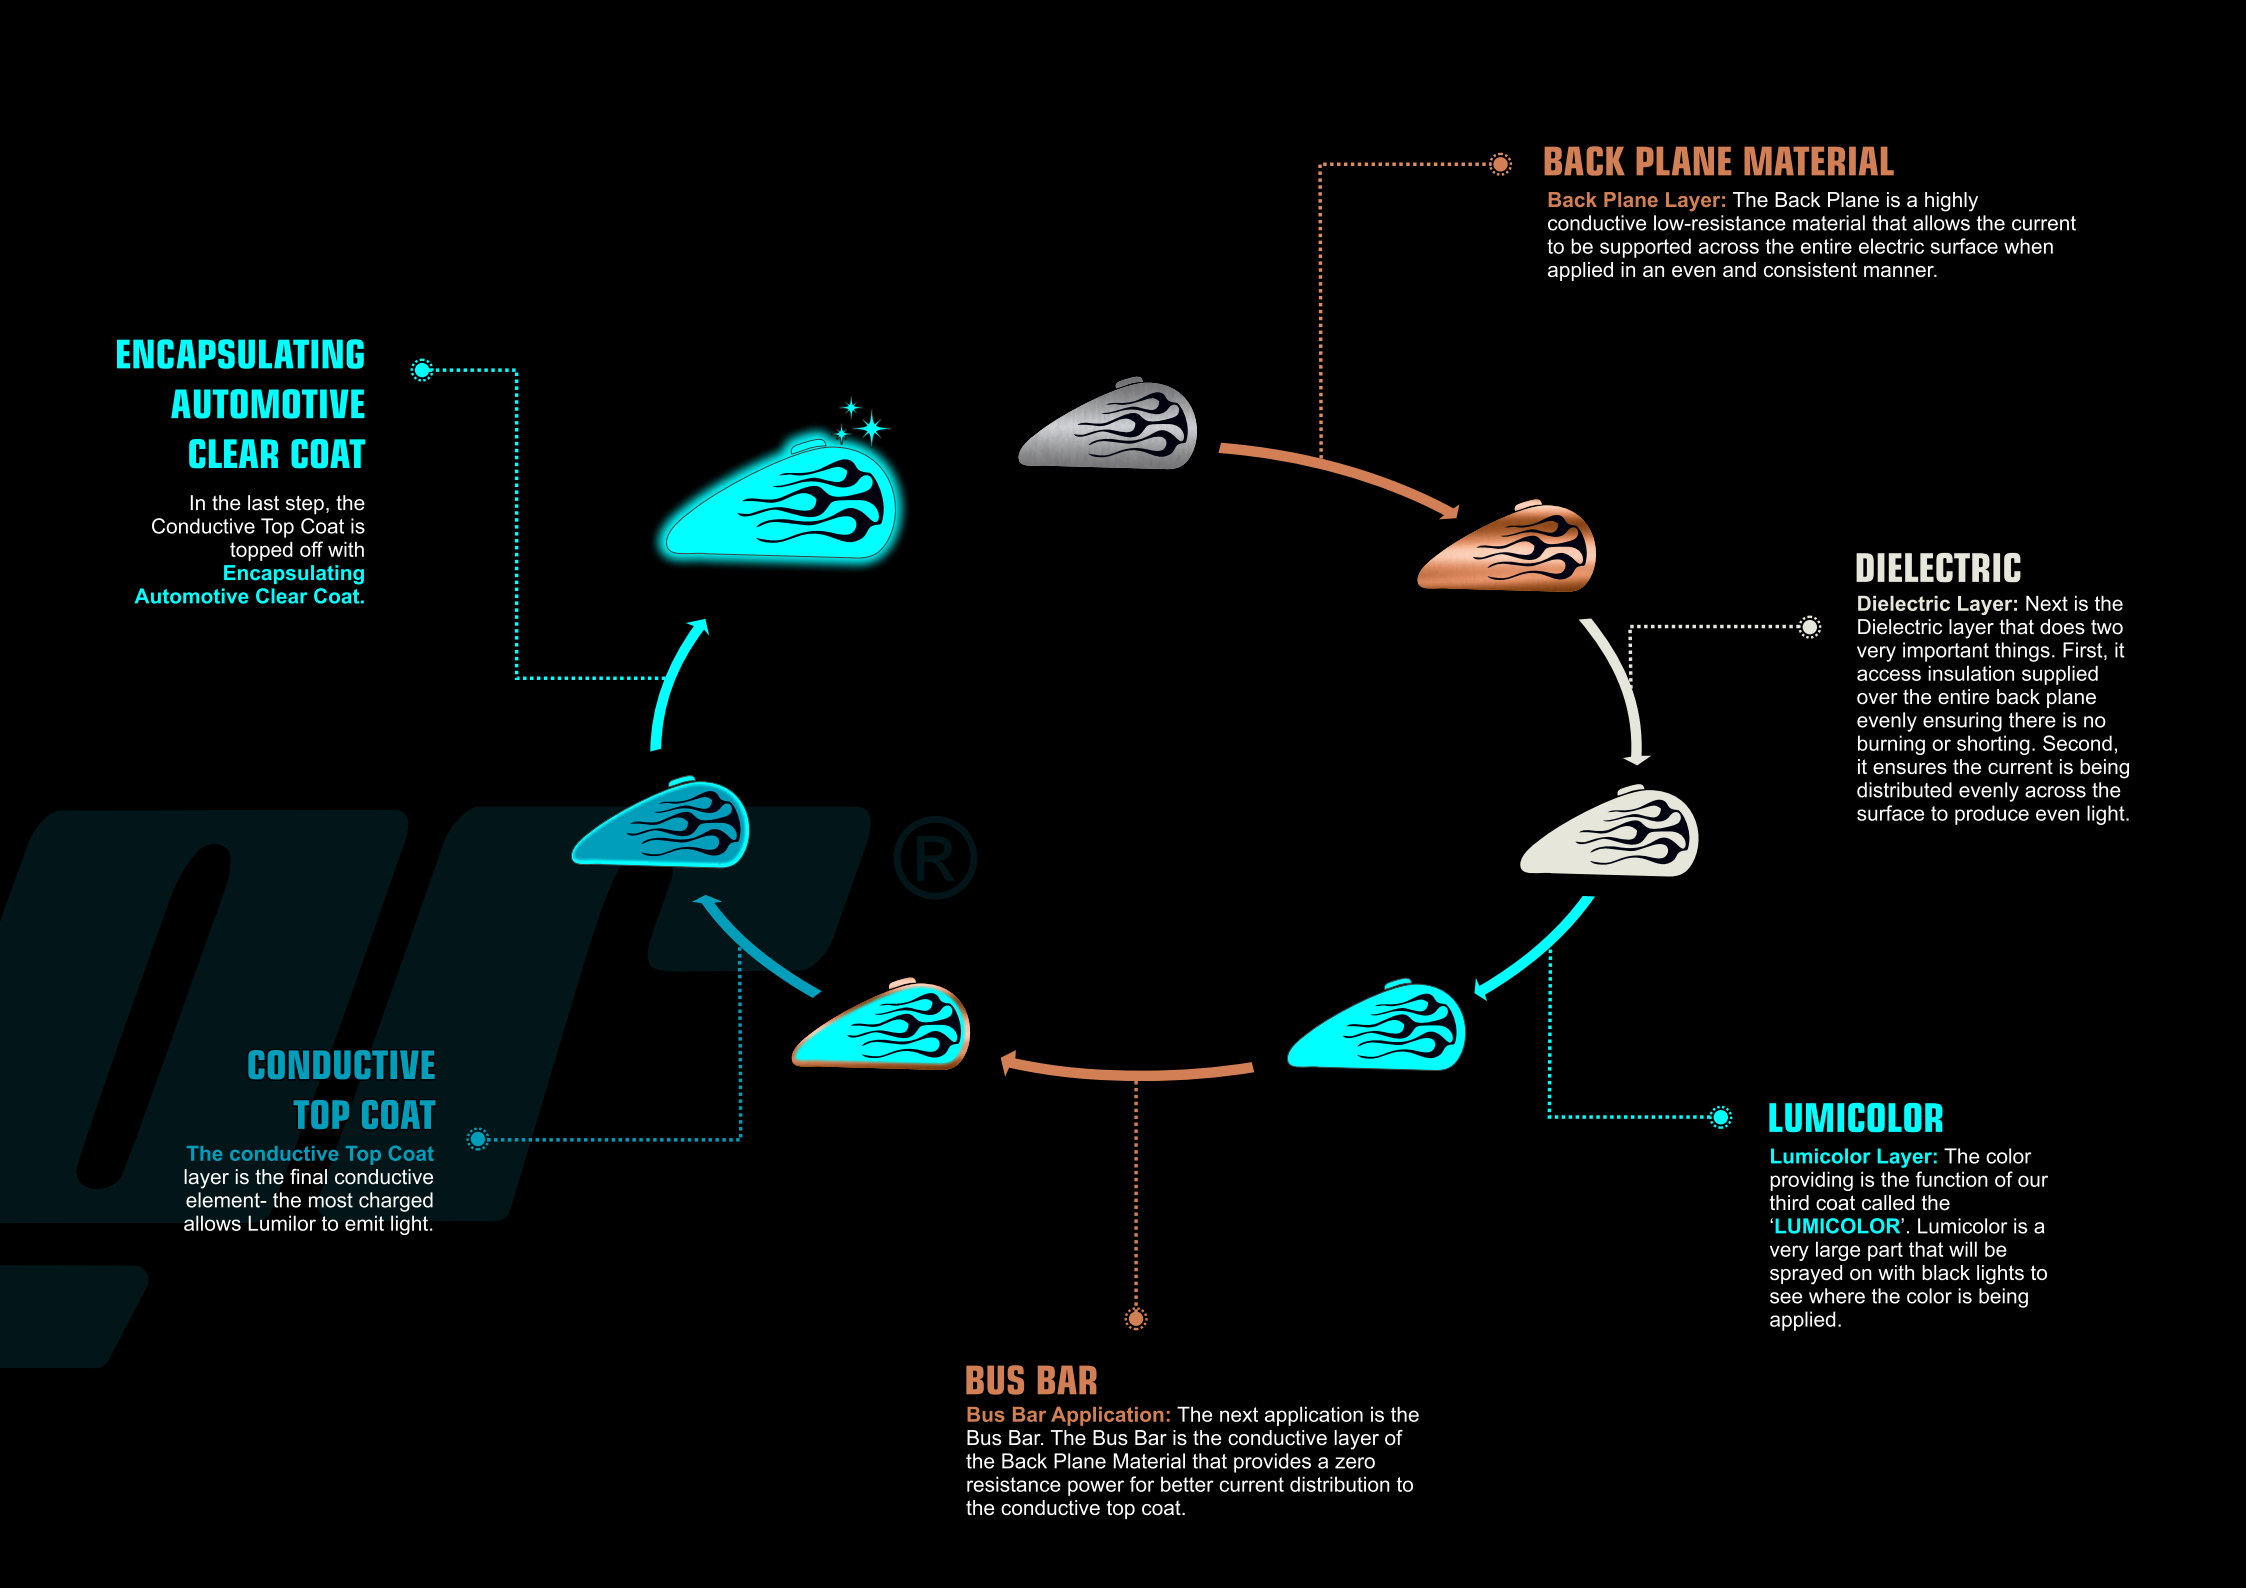 BACK PLANE MATERIAL
Back Plane Layer: The Back Plane is a highly
conductive low-resistance material that allows the current
to be supported across the entire electric surface when
applied in an even and consistent manner.
ENCAPSULATING
AUTOMOTIVE
CLEAR COAT
In the last step, the
Conductive Top Coat is
topped off with
Encapsulating
Automotive Clear Coat.
DIELECTRIC
Dielectric Layer: Next is the
Dielectric layer that does two
very important things. First, it
access insulation supplied
over the entire back plane
evenly ensuring there is no
burning or shorting. Second,
it ensures the current is being
distributed evenly across the
surface to produce even light.
®
CONDUCTIVE
TOP COAT
The conductive Top Coat
layer is the final conductive
element- the most charged
allows Lumilor to emit light.
LUMICOLOR
Lumicolor Layer: The color
providing is the function of our
third coat called the
‘LUMICOLOR’. Lumicolor is a
very large part that will be
sprayed on with black lights to
see where the color is being
applied.
BUS BAR
Bus Bar Application: The next application is the
Bus Bar. The Bus Bar is the conductive layer of
the Back Plane Material that provides a zero
resistance power for better current distribution to
the conductive top coat.